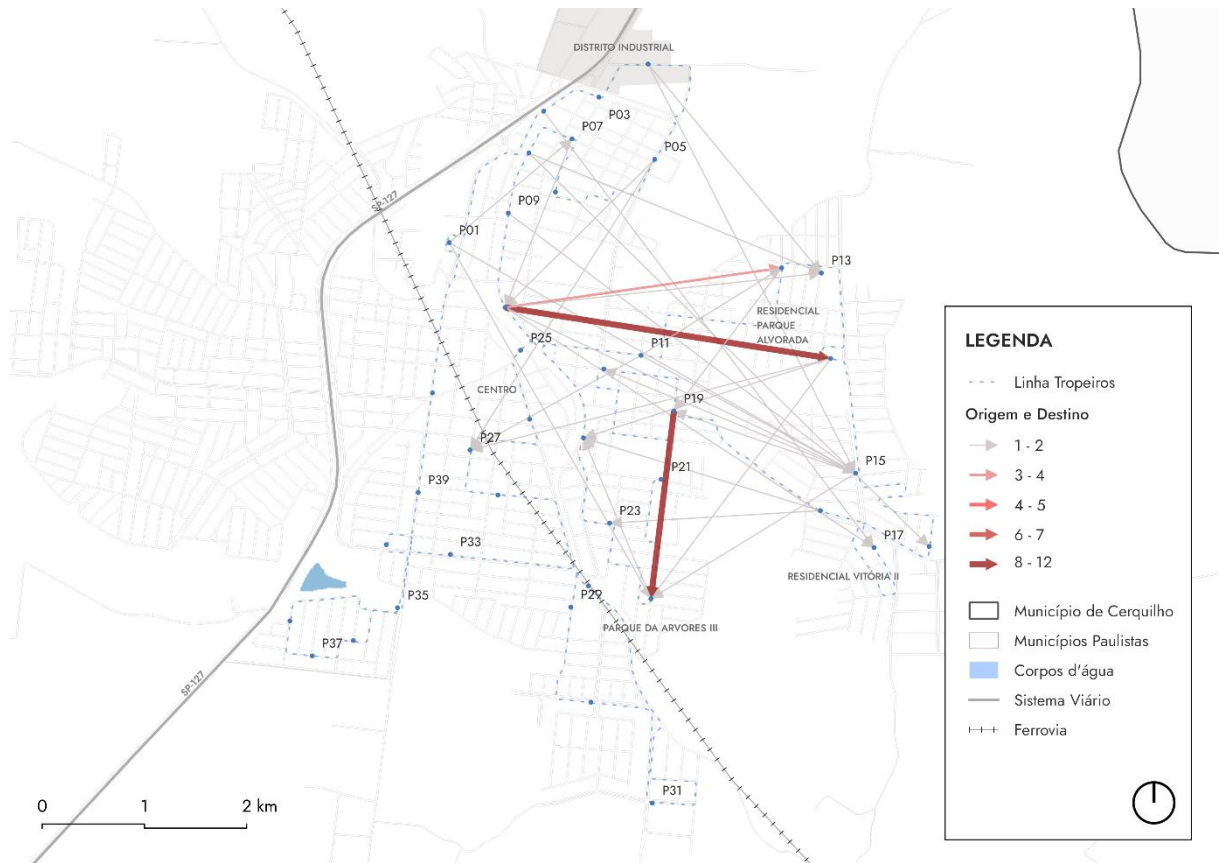 DISTRITO INDUSTRIAL
P03
P07
P05
SP-127
P09
P01
P13
RESIDENCIAL
PARQUE
ALVORADA
P25
P11
CENTRO
P19
P27
P15
P21
P39
P23
P17
P33
RESIDENCIAL VITÓRIA II
P35
P29
PARQUE DA ARVORES III
P37
SP-127
P31
0 1 2 km
LEGENDA
Linha Tropeiros
Origem e Destino
1 - 2
3 - 4
4 - 5
6 - 7
8 - 12
Município de Cerquilho
Municípios Paulistas
Corpos d'água
Sistema Viário
Ferrovia